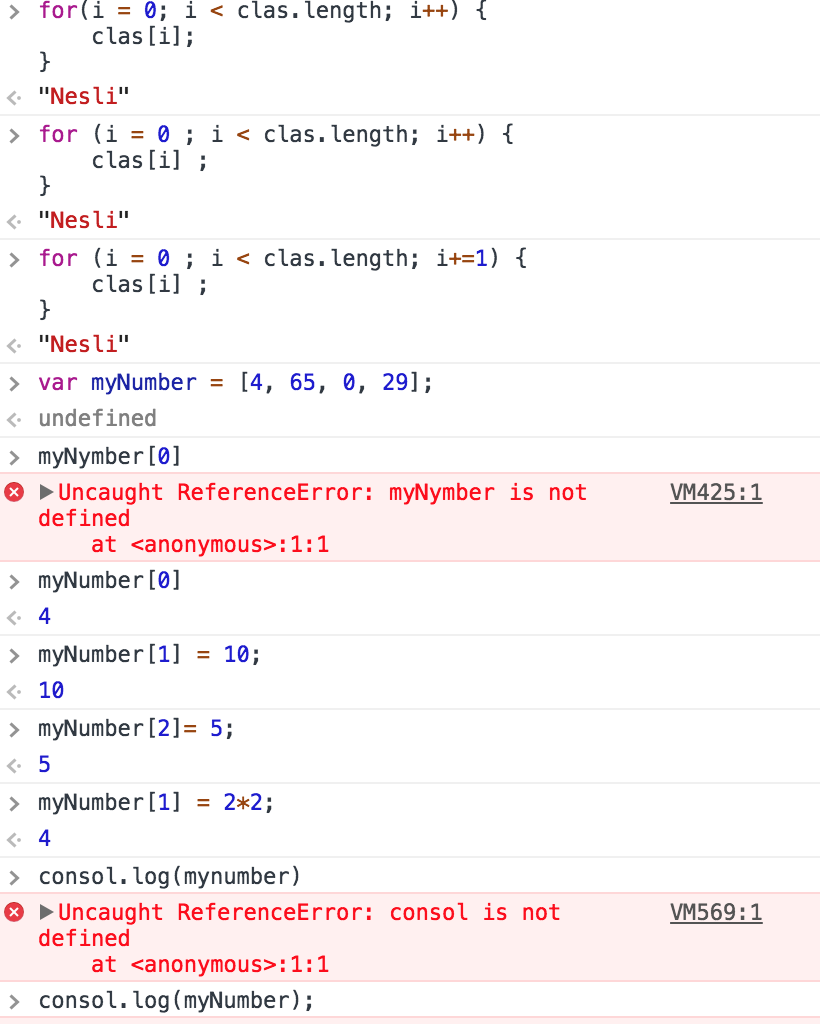 for(i = 0; i < clas.length; i++) {
clas[i];
}
"Nesli"
for (i = 0 ; i < clas.length; i++) {
clas[i] ;
}
"Nesli"
for (i = 0 ; i < clas.length; i+=1) {
clas[i] ;
}
"Nesli"
var myNumber = [4, 65, 0, 29];
undefined
myNymber[0]
Uncaught ReferenceError: myNymber is not VM425:1
defined
at <anonymous>:1:1
myNumber[0]
4
myNumber[1] = 10;
10
myNumber[2]= 5;
5
myNumber[1] = 2*2;
4
consol.log(mynumber)
Uncaught ReferenceError: consol is not VM569:1
defined
at <anonymous>:1:1
consol.log(myNumber);